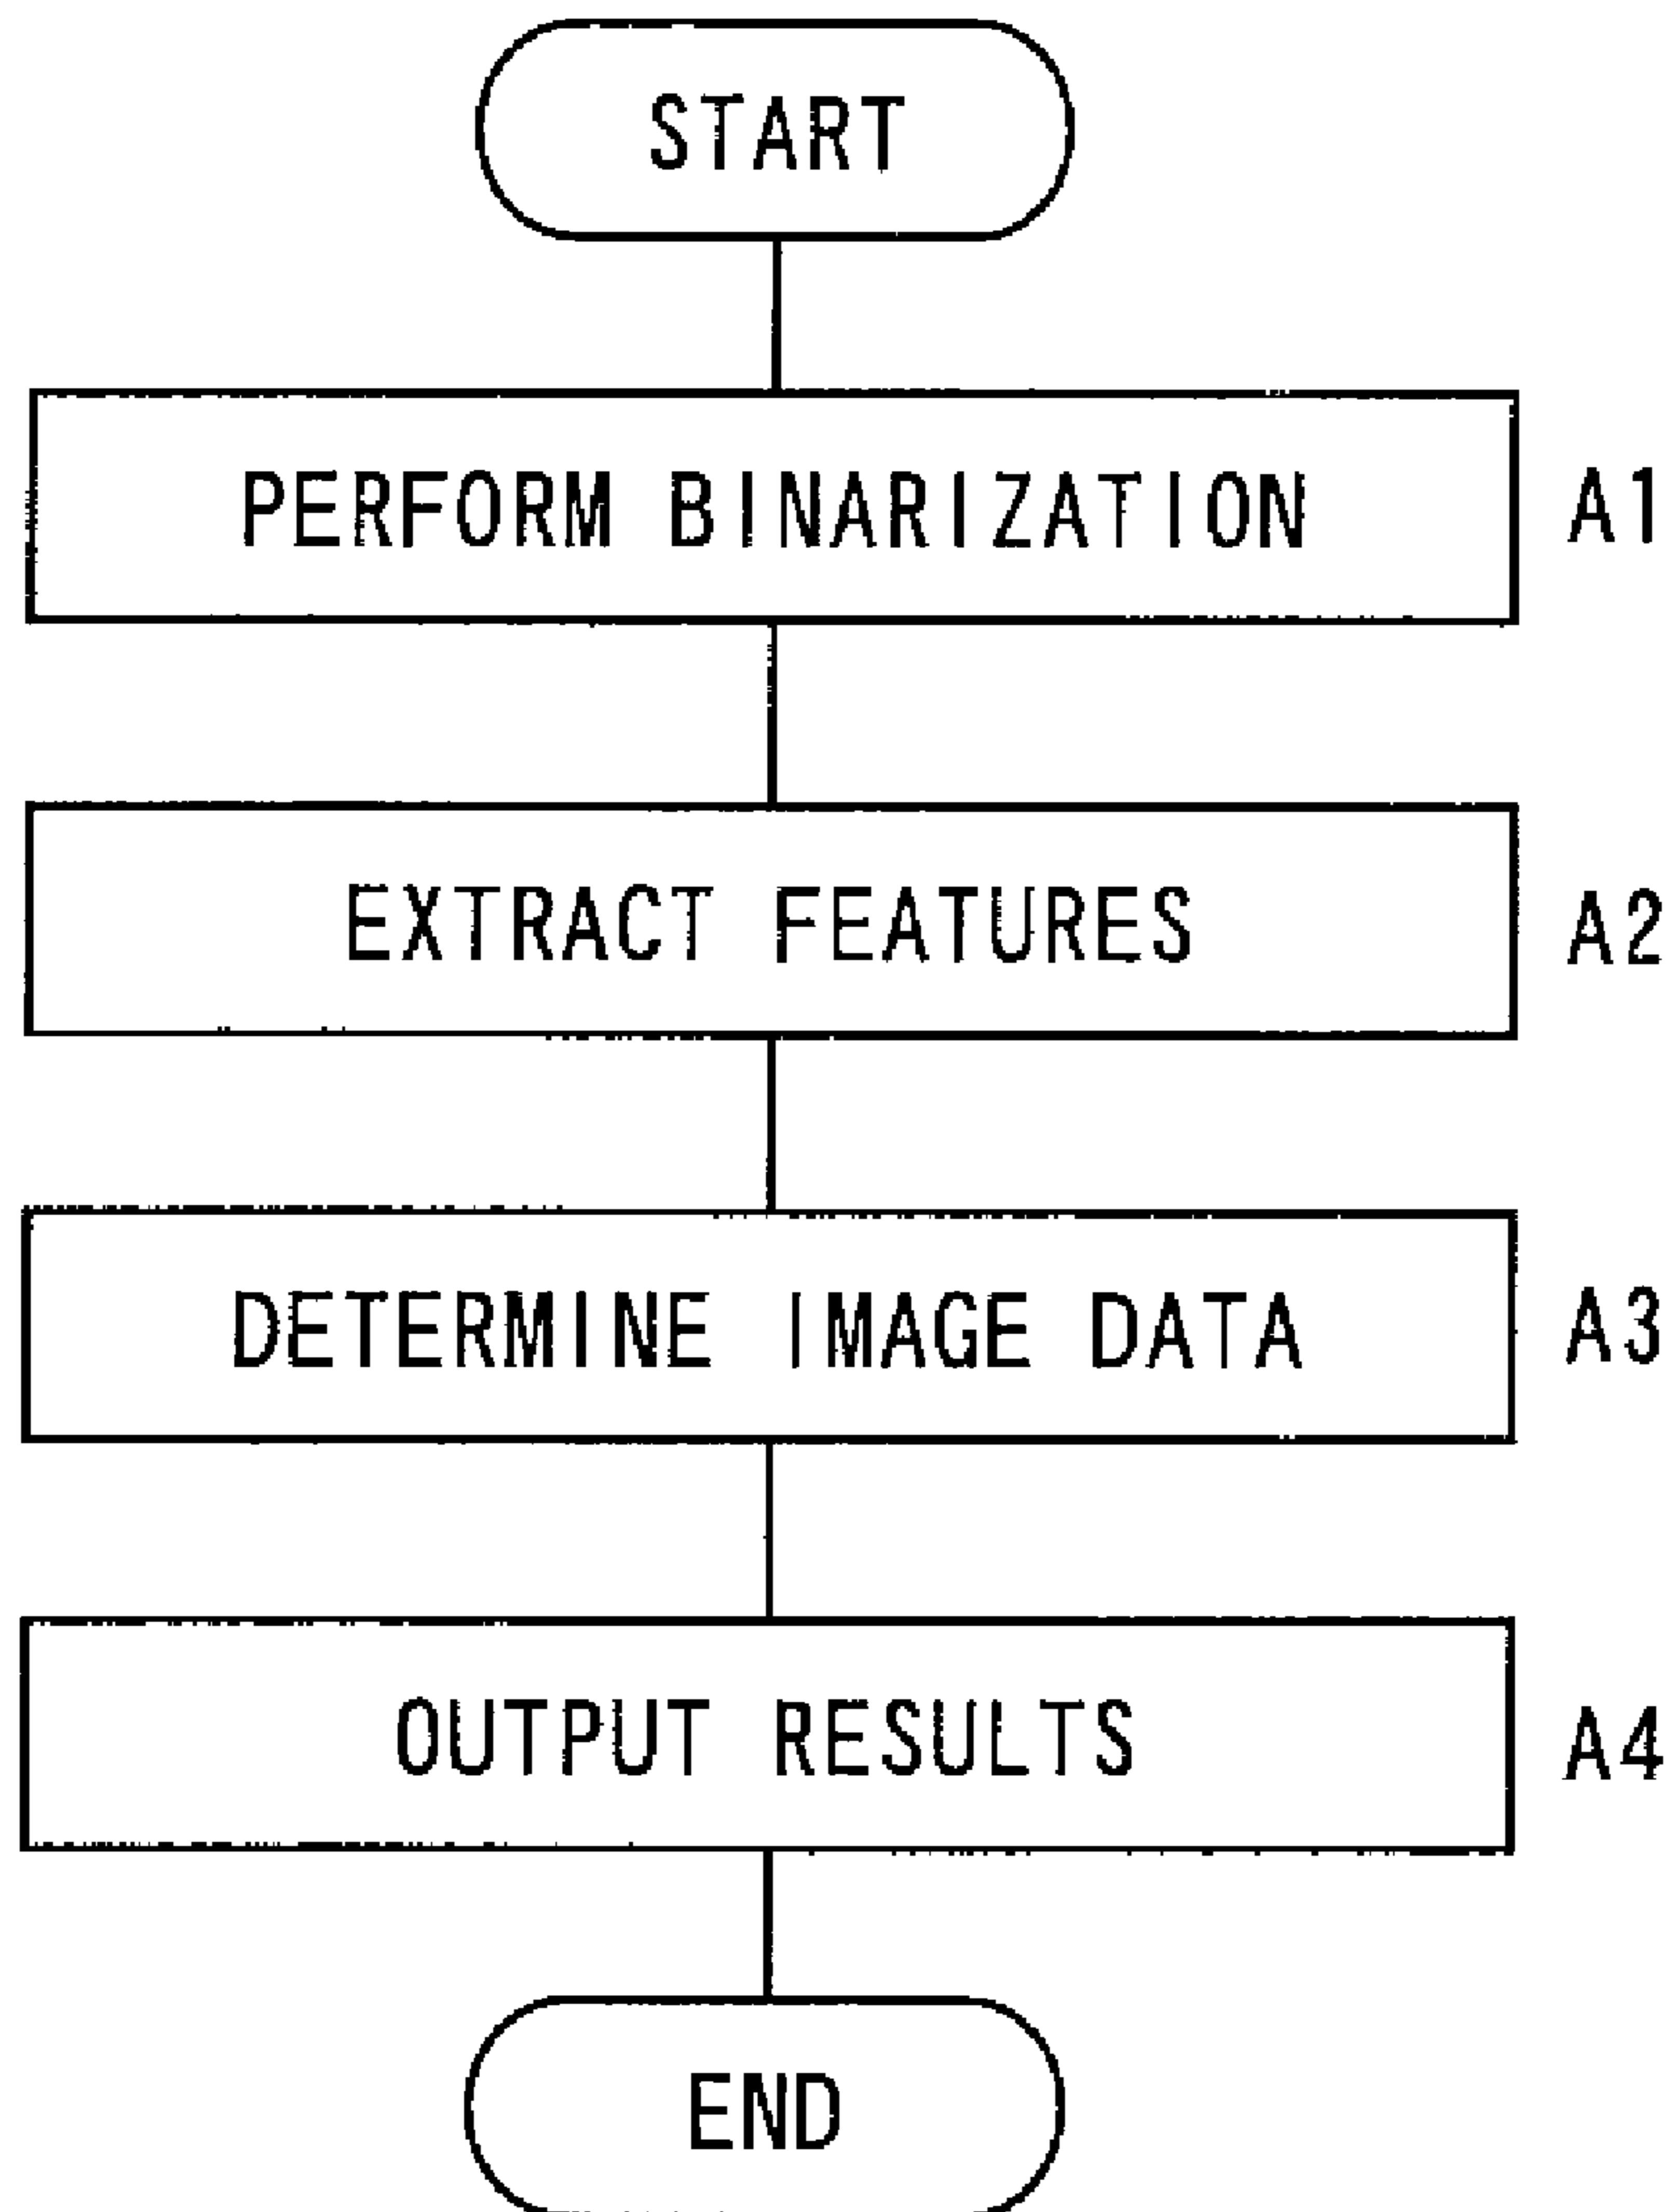 START
PERFORM BINARIZATION A1
EXTRACT FEATURES A2
DETERMINE IMAGE DATA A3
OUTPUT RESULTS A4
END